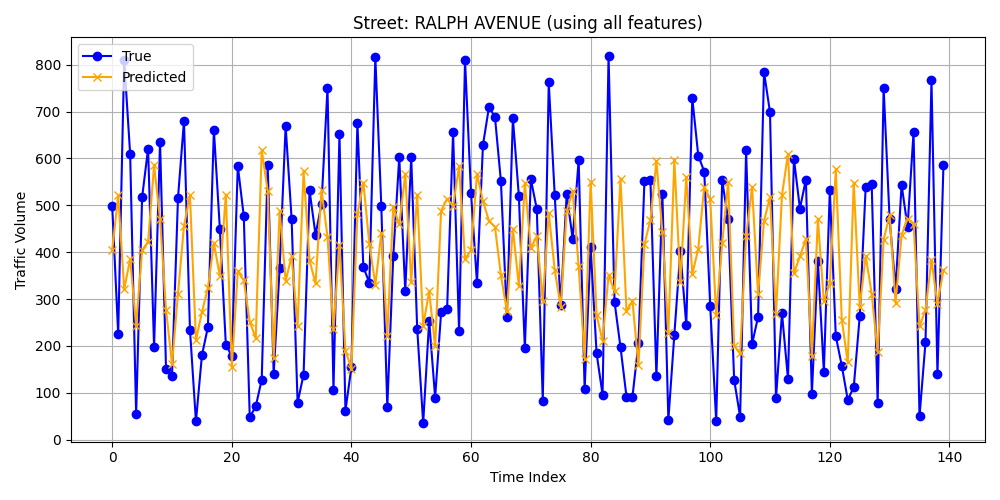 Street: RALPH AVENUE (using all features)
True
Predicted
Traffic Volume
800
700
600
500
400
300
200
100
0
0 20 40 60 80 100 120 140
Time Index